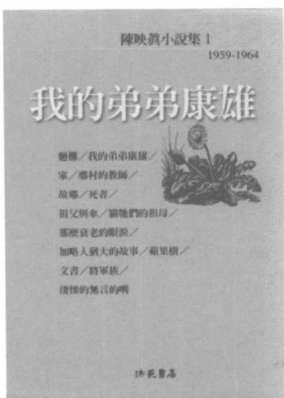 陳映真小說集 1
1959-1964
我的弟弟康雄
麵攤／我的弟弟康雄／
家／鄉村的教師／
故鄉／死者／
祖父與傘／貓牠們的祖母／
那麼衰老的眼淚／
加略人猶大的故事／蘋果樹／
文書／將軍族／
淒慘的無言的嘴
洪範書店